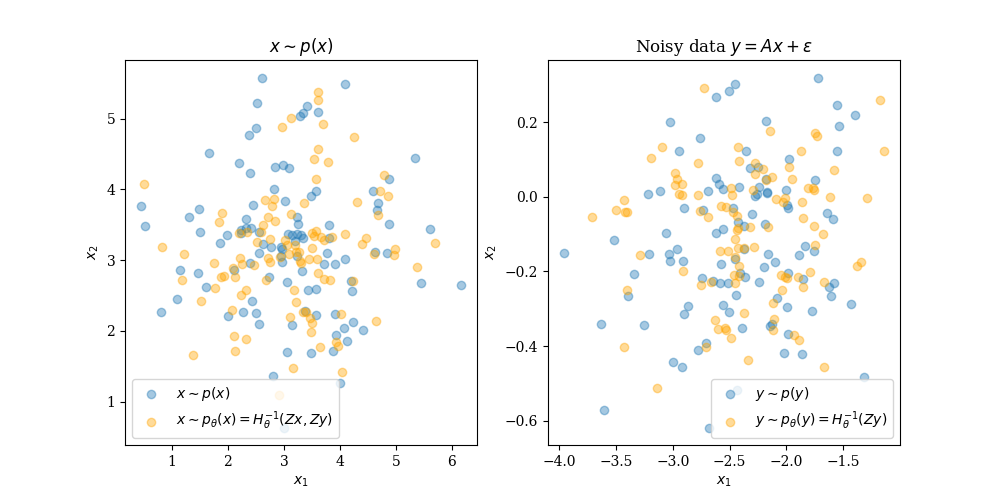 x ∼ p(x)
5
4
3
2
1
1 2 3 4 5 6
x₂
x₁
x ∼ p(x)
x ∼ p_θ(x) = H_θ^{−1}(Zx, Zy)
Noisy data y = Ax + ε
0.2
0.0
−0.2
−0.4
−0.6
−4.0 −3.5 −3.0 −2.5 −2.0 −1.5
x₂
x₁
y ∼ p(y)
y ∼ p_θ(y) = H_θ^{−1}(Zy)